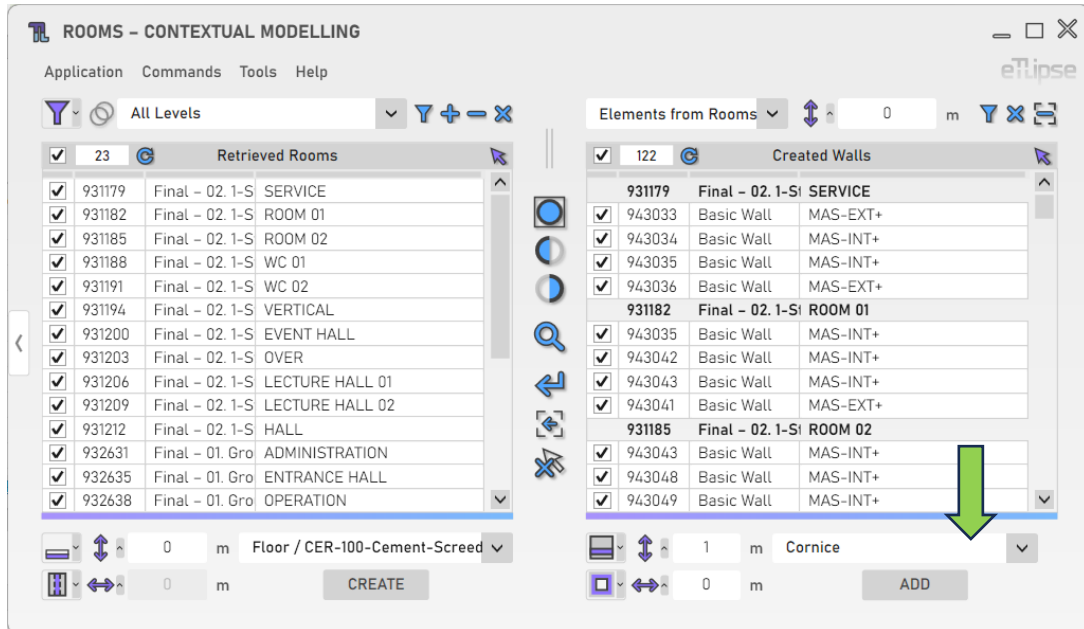 ROOMS – CONTEXTUAL MODELLING
Application Commands Tools Help
eTLipse
All Levels
Elements from Rooms 0 m
23 Retrieved Rooms
931179 Final – 02. 1-S SERVICE
931182 Final – 02. 1-S ROOM 01
931185 Final – 02. 1-S ROOM 02
931188 Final – 02. 1-S WC 01
931191 Final – 02. 1-S WC 02
931194 Final – 02. 1-S VERTICAL
931200 Final – 02. 1-S EVENT HALL
931203 Final – 02. 1-S OVER
931206 Final – 02. 1-S LECTURE HALL 01
931209 Final – 02. 1-S LECTURE HALL 02
931212 Final – 02. 1-S HALL
932631 Final – 01. Gro ADMINISTRATION
932635 Final – 01. Gro ENTRANCE HALL
932638 Final – 01. Gro OPERATION
0 m Floor / CER-100-Cement-Screed
0 m CREATE
122 Created Walls
931179 Final – 02. 1-St SERVICE
943033 Basic Wall MAS-EXT+
943034 Basic Wall MAS-INT+
943035 Basic Wall MAS-INT+
943036 Basic Wall MAS-EXT+
931182 Final – 02. 1-St ROOM 01
943035 Basic Wall MAS-INT+
943042 Basic Wall MAS-INT+
943043 Basic Wall MAS-INT+
943041 Basic Wall MAS-EXT+
931185 Final – 02. 1-St ROOM 02
943043 Basic Wall MAS-INT+
943048 Basic Wall MAS-INT+
943049 Basic Wall MAS-INT+
1 m Cornice
0 m ADD